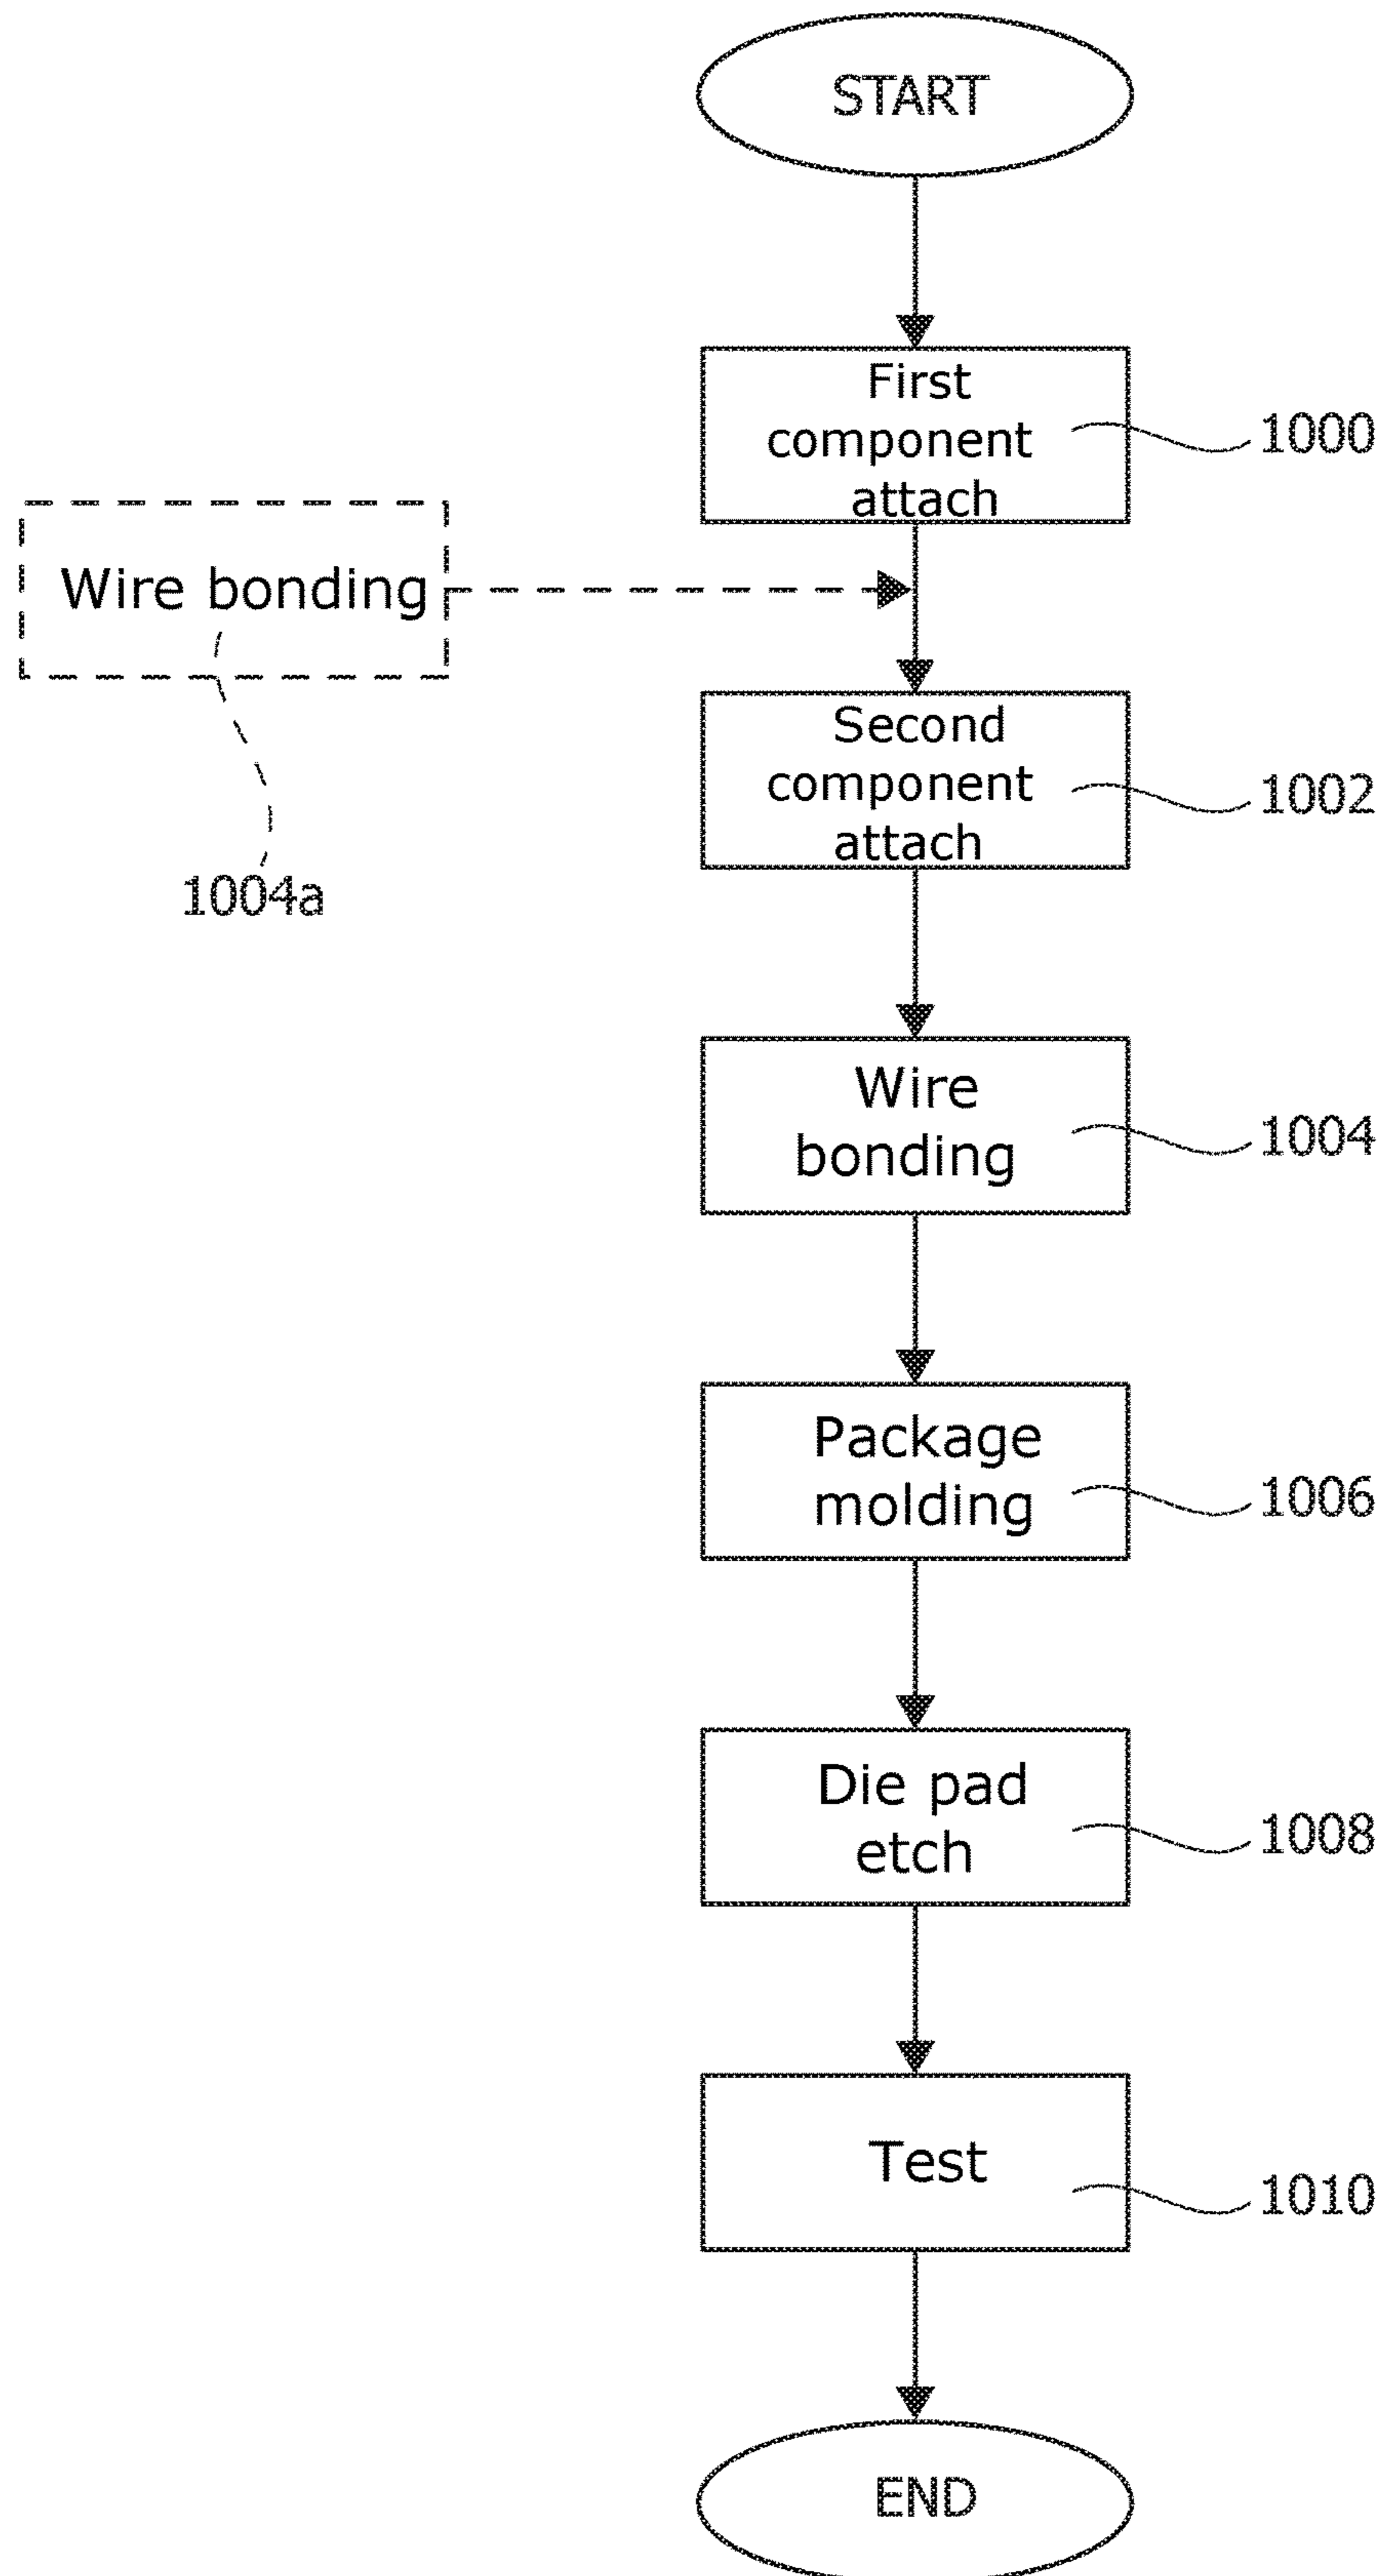 START
First
component
attach
1000
Wire bonding
1004a
Second
component
attach
1002
Wire
bonding
1004
Package
molding
1006
Die pad
etch
1008
Test
1010
END